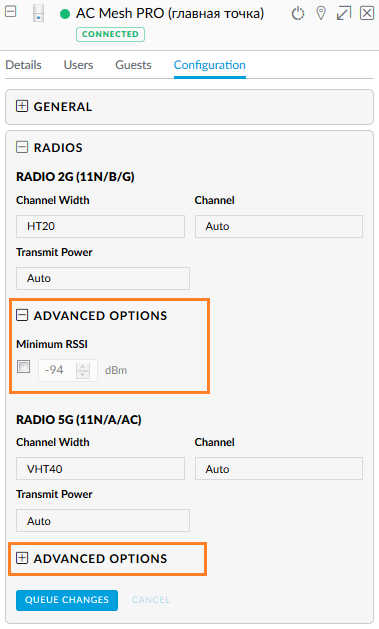 AC Mesh PRO (главная точка)
CONNECTED
Details Users Guests Configuration
GENERAL
RADIOS
RADIO 2G (11N/B/G)
Channel Width Channel
HT20 Auto
Transmit Power
Auto
ADVANCED OPTIONS
Minimum RSSI
-94 dBm
RADIO 5G (11N/A/AC)
Channel Width Channel
VHT40 Auto
Transmit Power
Auto
ADVANCED OPTIONS
QUEUE CHANGES CANCEL